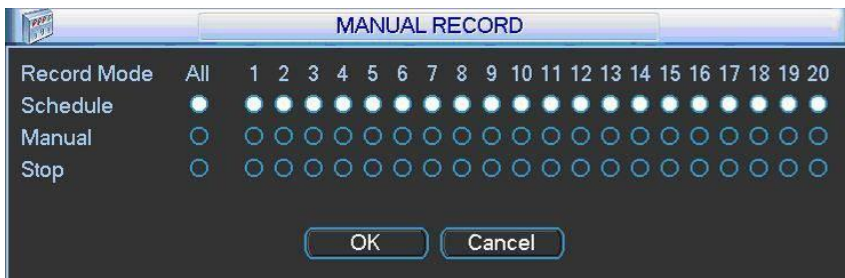 MANUAL RECORD
Record Mode All 1 2 3 4 5 6 7 8 9 10 11 12 13 14 15 16 17 18 19 20
Schedule
Manual
Stop
OK Cancel